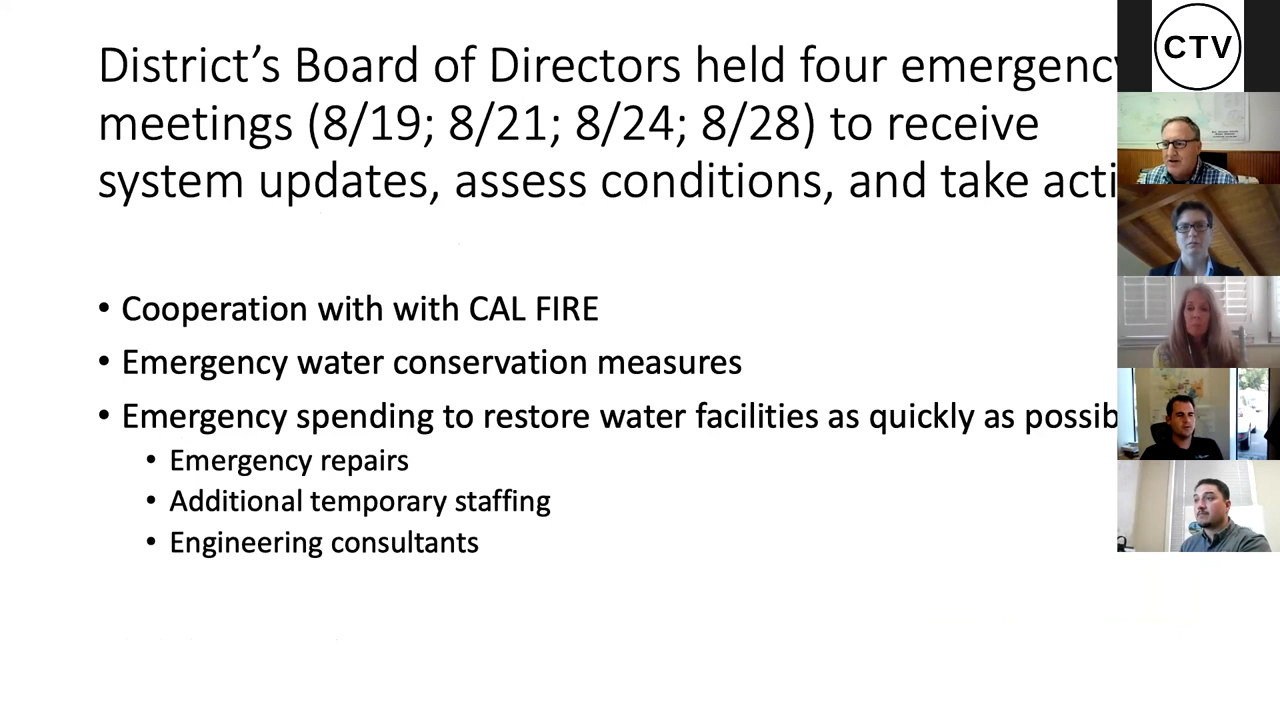 District’s Board of Directors held four emergency
meetings (8/19; 8/21; 8/24; 8/28) to receive
system updates, assess conditions, and take acti
• Cooperation with with CAL FIRE
• Emergency water conservation measures
• Emergency spending to restore water facilities as quickly as possib
• Emergency repairs
• Additional temporary staffing
• Engineering consultants
CTV